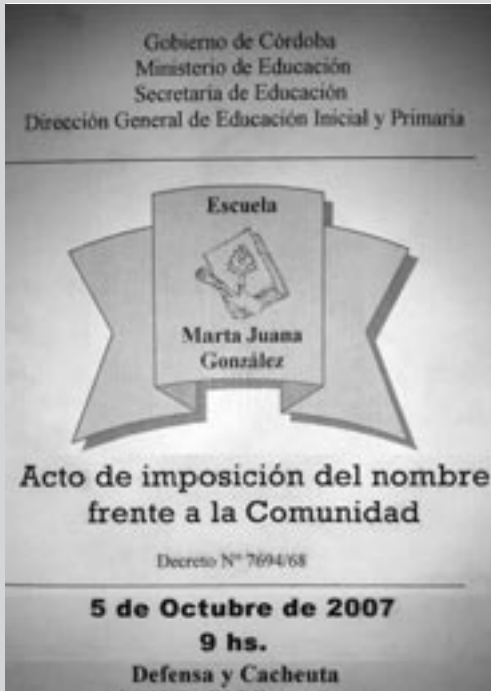 Gobierno de Córdoba
Ministerio de Educación
Secretaría de Educación
Dirección General de Educación Inicial y Primaria
Escuela
Marta Juana
González
Acto de imposición del nombre
frente a la Comunidad
Decreto Nº 7694/68
5 de Octubre de 2007
9 hs.
Defensa y Cacheuta